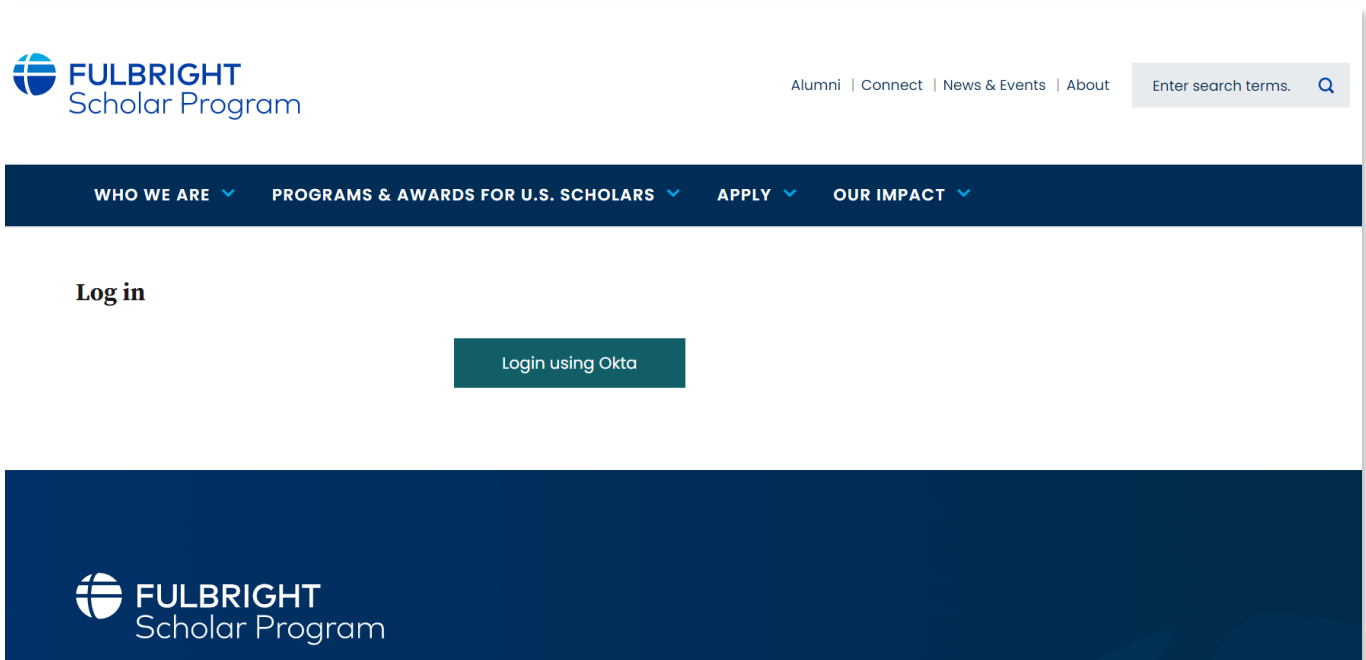 FULBRIGHT
Scholar Program
Alumni | Connect | News & Events | About
Enter search terms.
WHO WE ARE PROGRAMS & AWARDS FOR U.S. SCHOLARS APPLY OUR IMPACT
Log in
Login using Okta
FULBRIGHT
Scholar Program